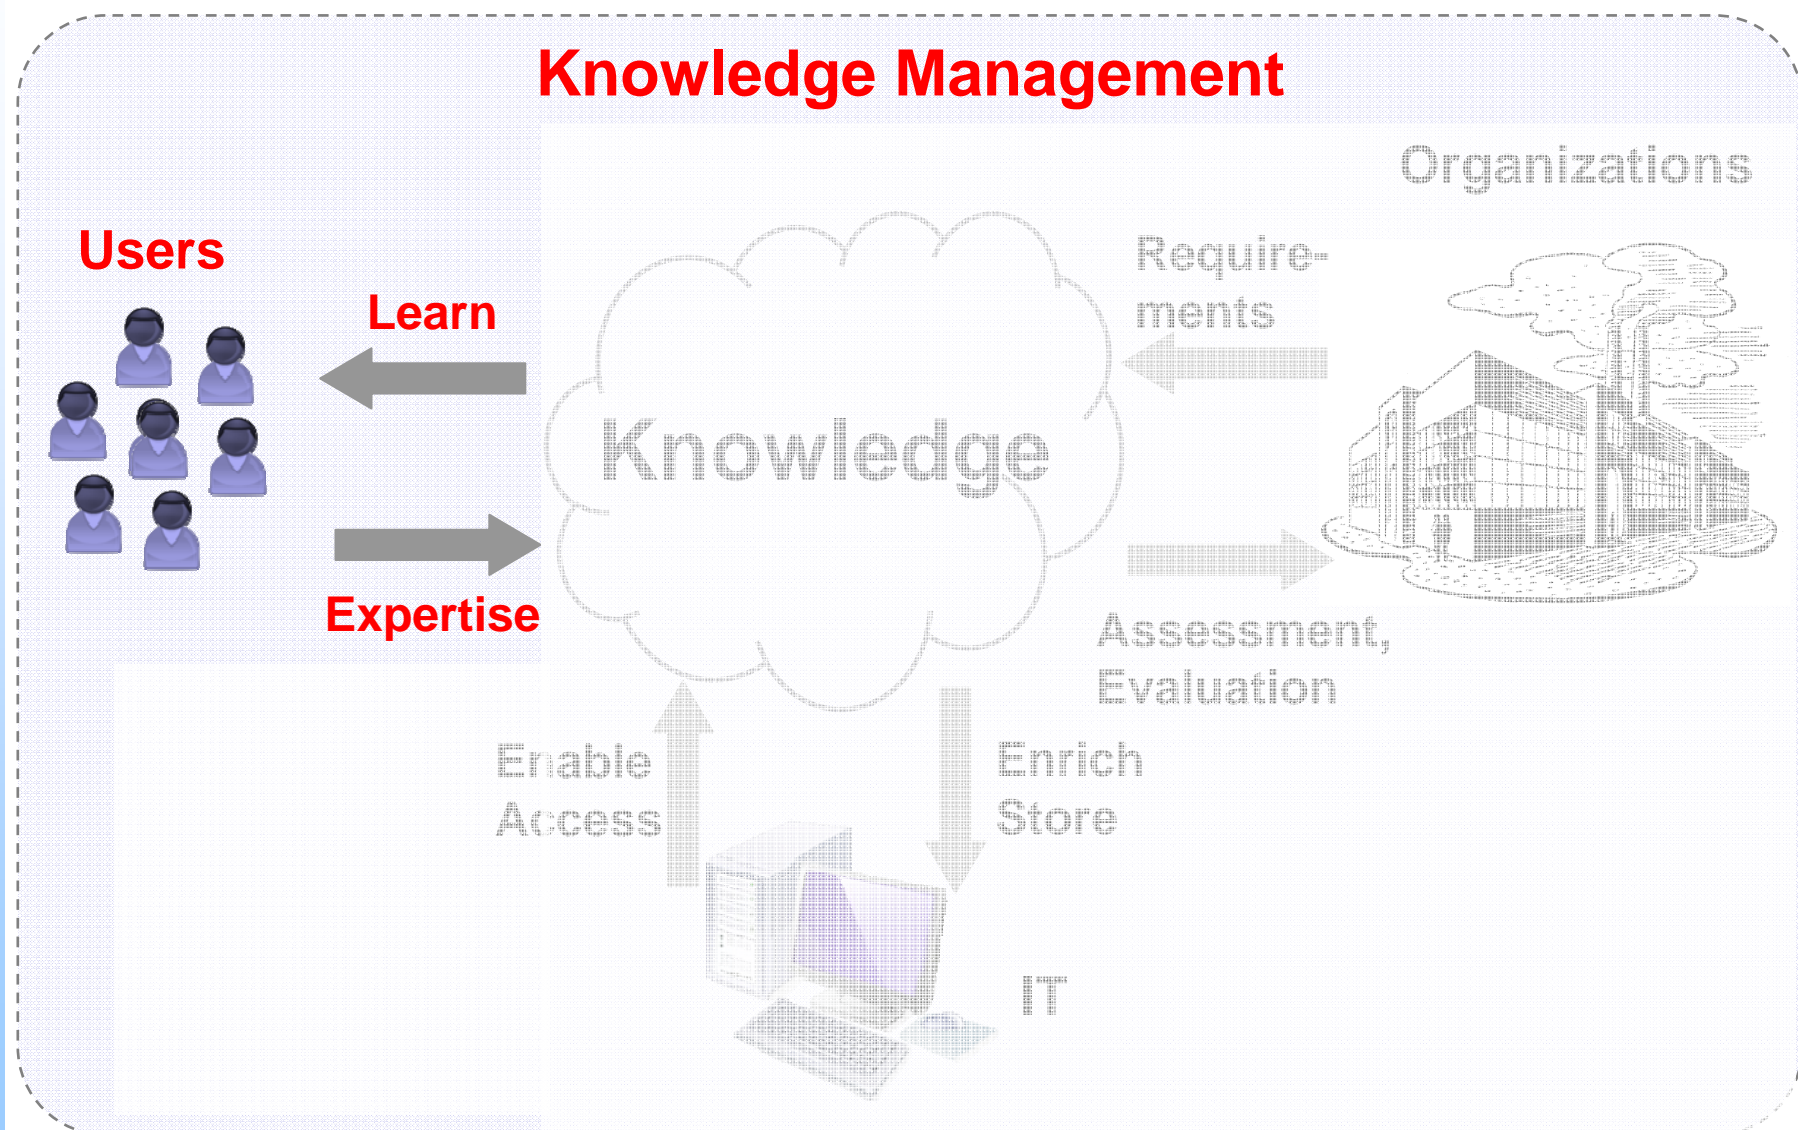 Knowledge Management
Organizations
Users
Require-
ments
Learn
Knowledge
Expertise
Assessment,
Evaluation
Enable
Access
Enrich
Store
IT